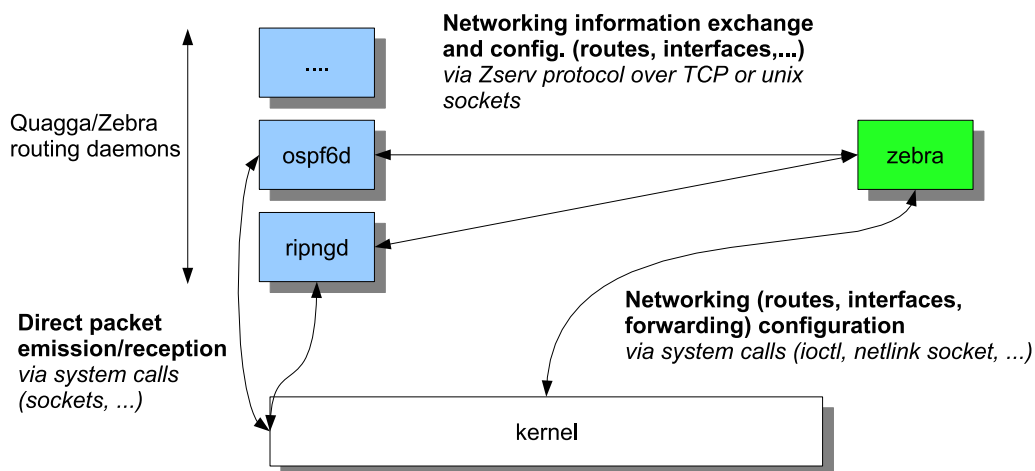 Networking information exchange
and config. (routes, interfaces,...)
via Zserv protocol over TCP or unix
sockets
....
Quagga/Zebra
routing daemons
ospf6d
zebra
ripngd
Networking (routes, interfaces,
forwarding) configuration
via system calls (ioctl, netlink socket, ...)
Direct packet
emission/reception
via system calls
(sockets, ...)
kernel